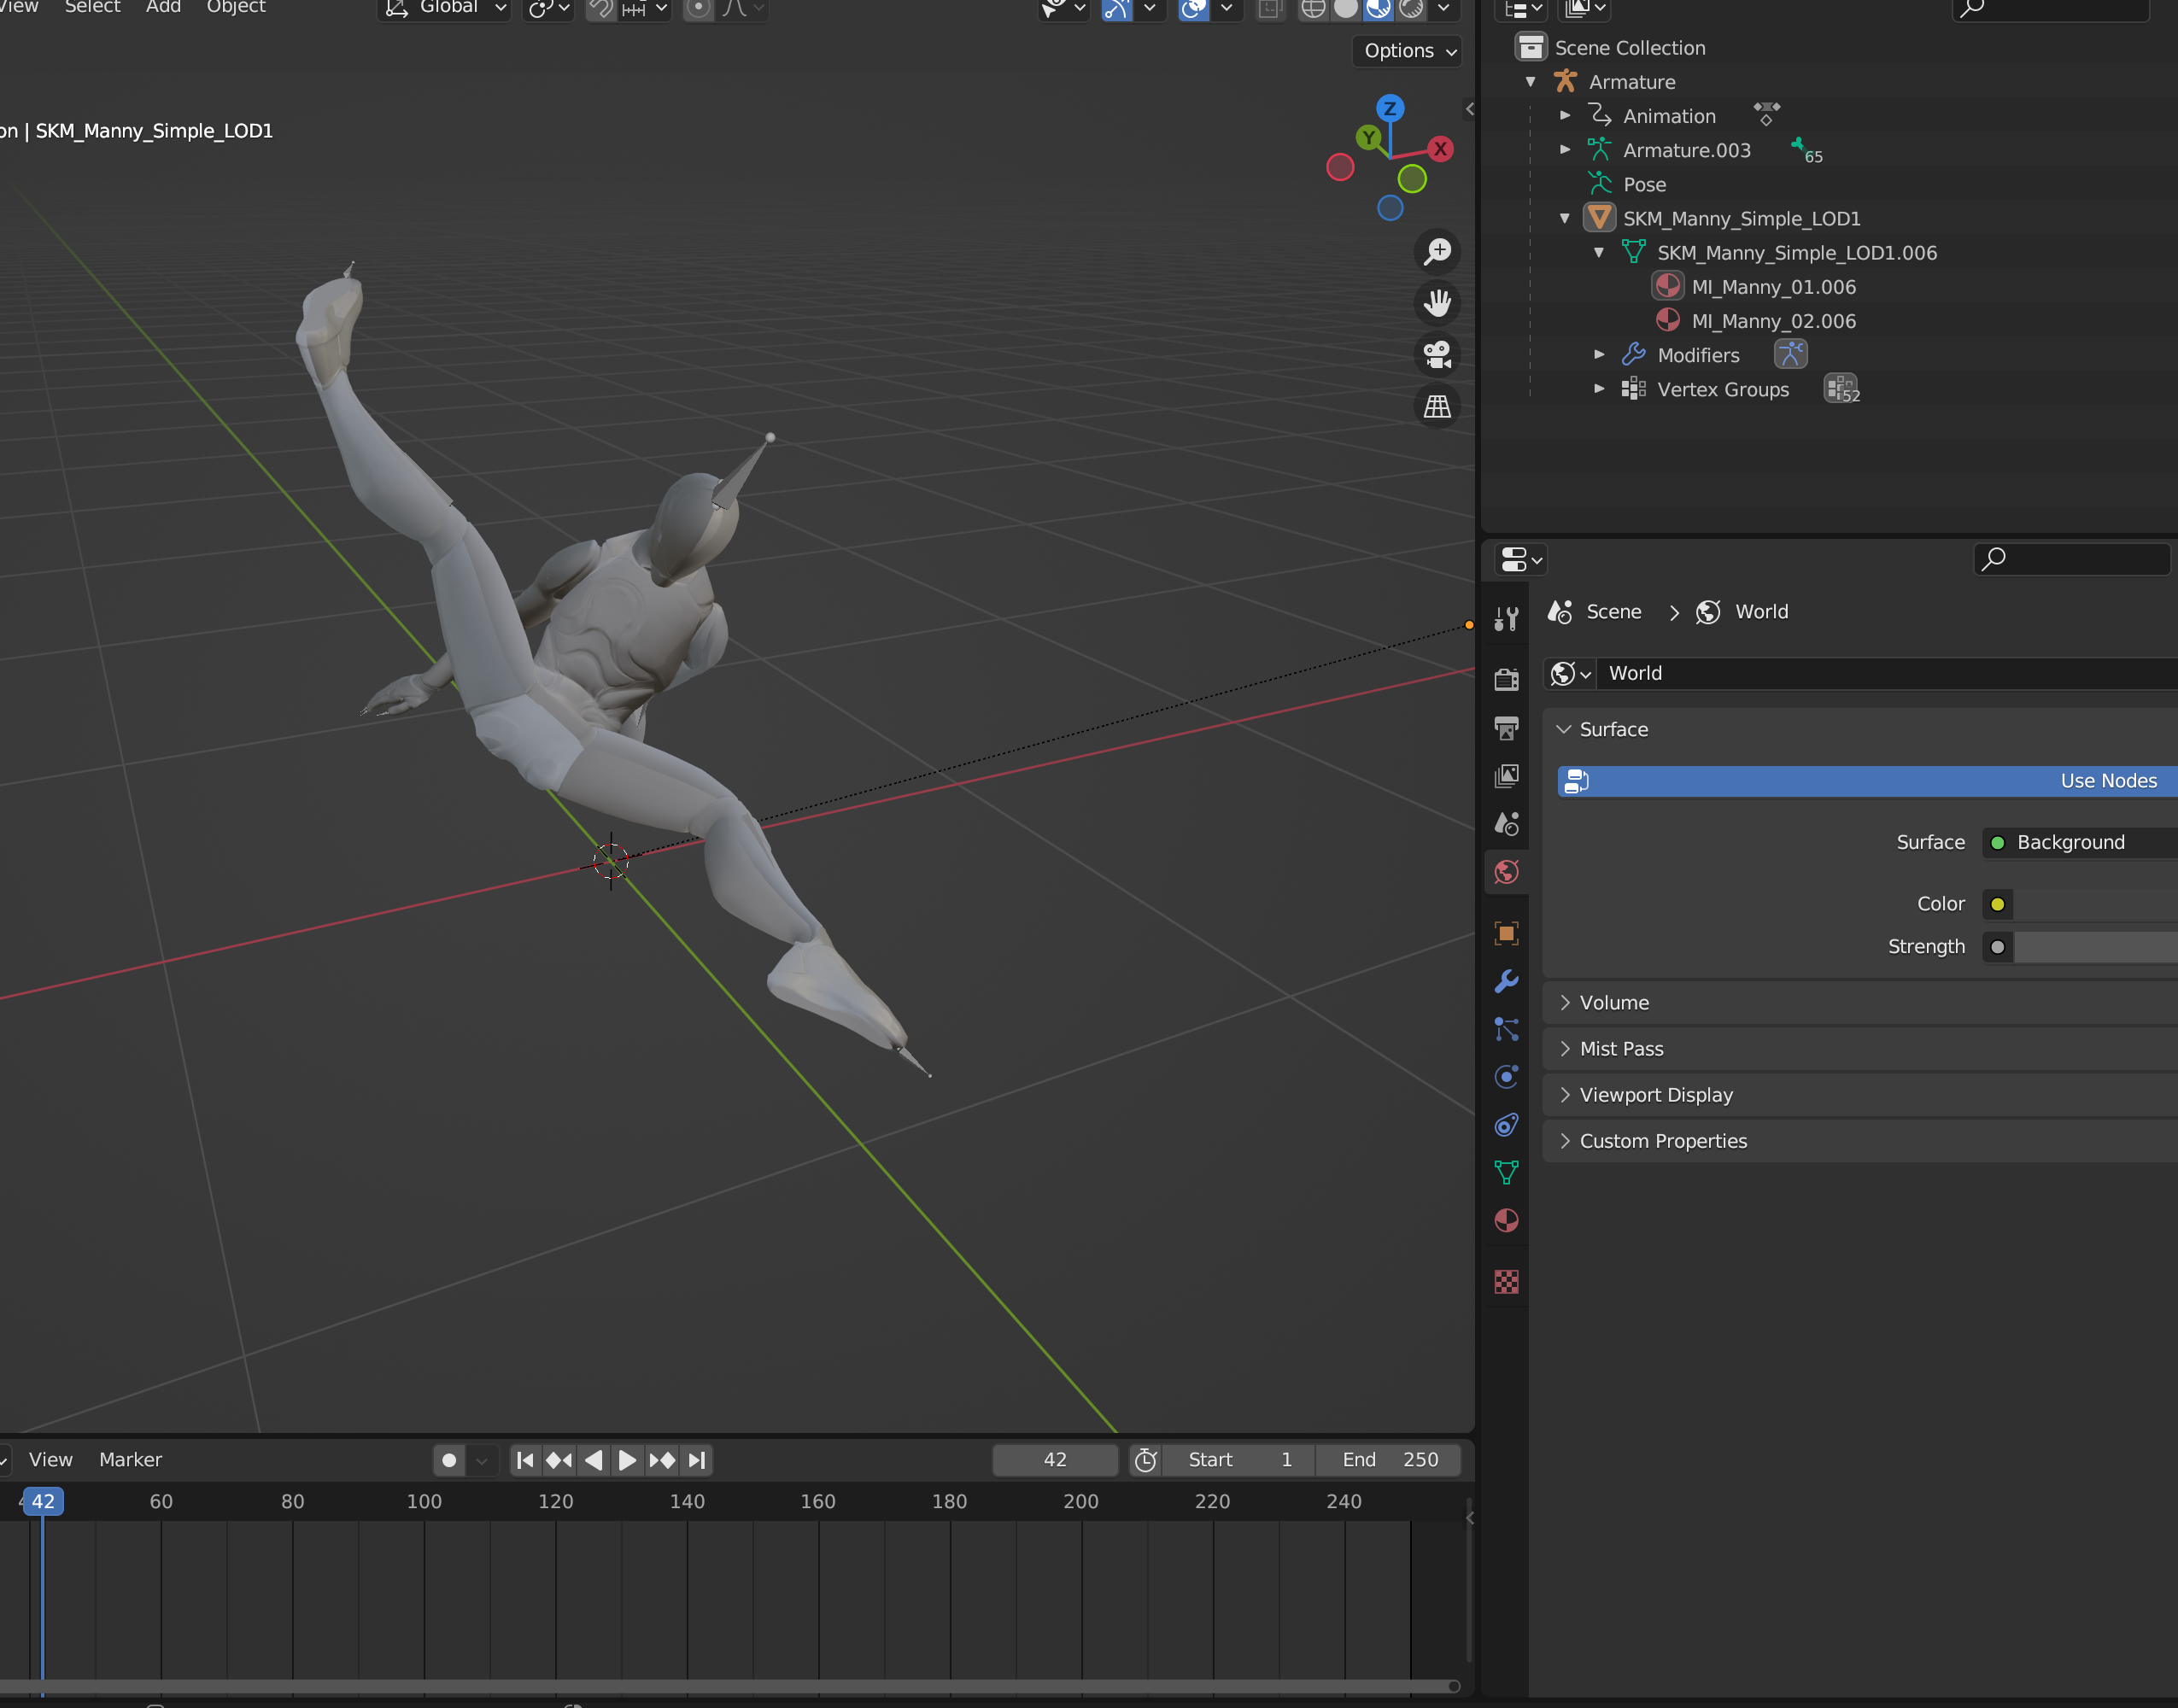 View Select Add Object Global
Options
on | SKM_Manny_Simple_LOD1
Z
Y
X
Scene Collection
Armature
Animation
Armature.003 65
Pose
SKM_Manny_Simple_LOD1
SKM_Manny_Simple_LOD1.006
MI_Manny_01.006
MI_Manny_02.006
Modifiers
Vertex Groups 52
Scene > World
World
Surface
Use Nodes
Surface Background
Color
Strength
Volume
Mist Pass
Viewport Display
Custom Properties
View Marker 42 Start 1 End 250
42 60 80 100 120 140 160 180 200 220 240